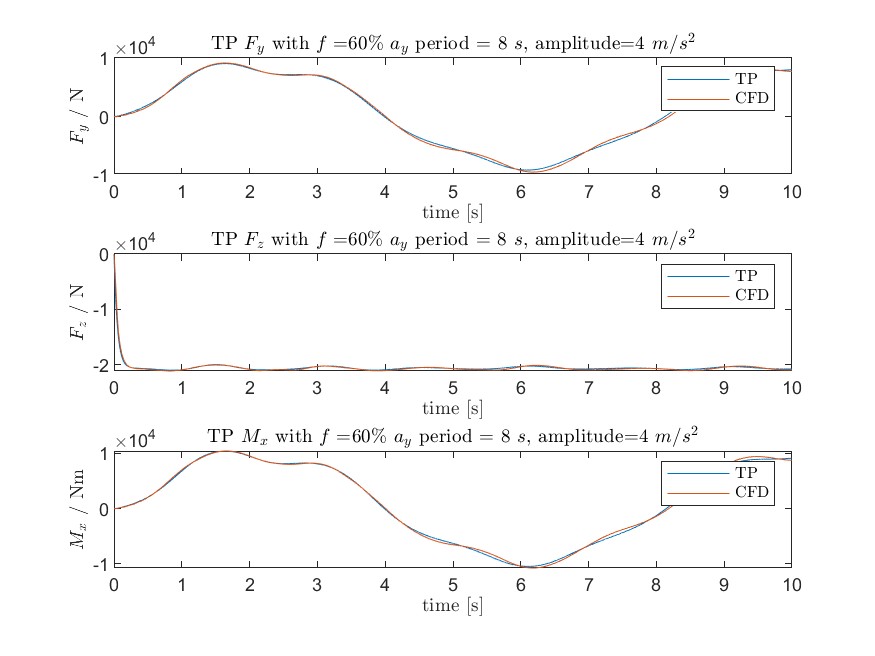 TP F_y with f =60% a_y period = 8 s, amplitude=4 m/s^2
×10^4
1
0
-1
F_y / N
TP
CFD
0 1 2 3 4 5 6 7 8 9 10
time [s]
TP F_z with f =60% a_y period = 8 s, amplitude=4 m/s^2
×10^4
0
-1
-2
F_z / N
TP
CFD
0 1 2 3 4 5 6 7 8 9 10
time [s]
TP M_x with f =60% a_y period = 8 s, amplitude=4 m/s^2
×10^4
1
0
-1
M_x / Nm
TP
CFD
0 1 2 3 4 5 6 7 8 9 10
time [s]